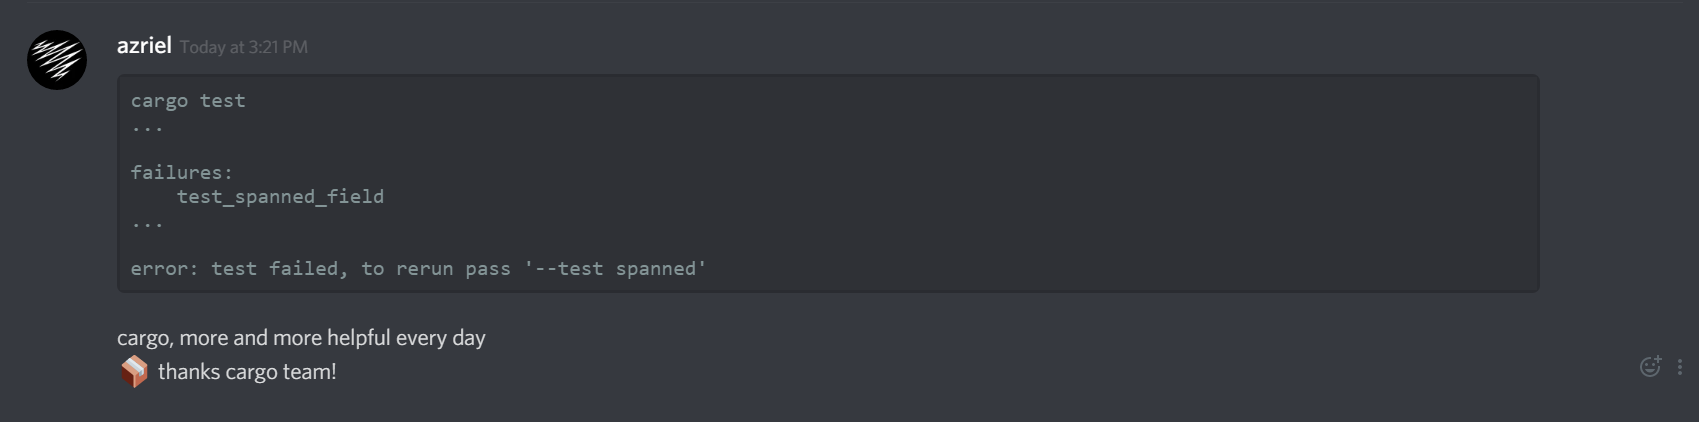 azriel Today at 3:21 PM
cargo test
...
failures:
    test_spanned_field
...
error: test failed, to rerun pass '--test spanned'
cargo, more and more helpful every day
thanks cargo team!